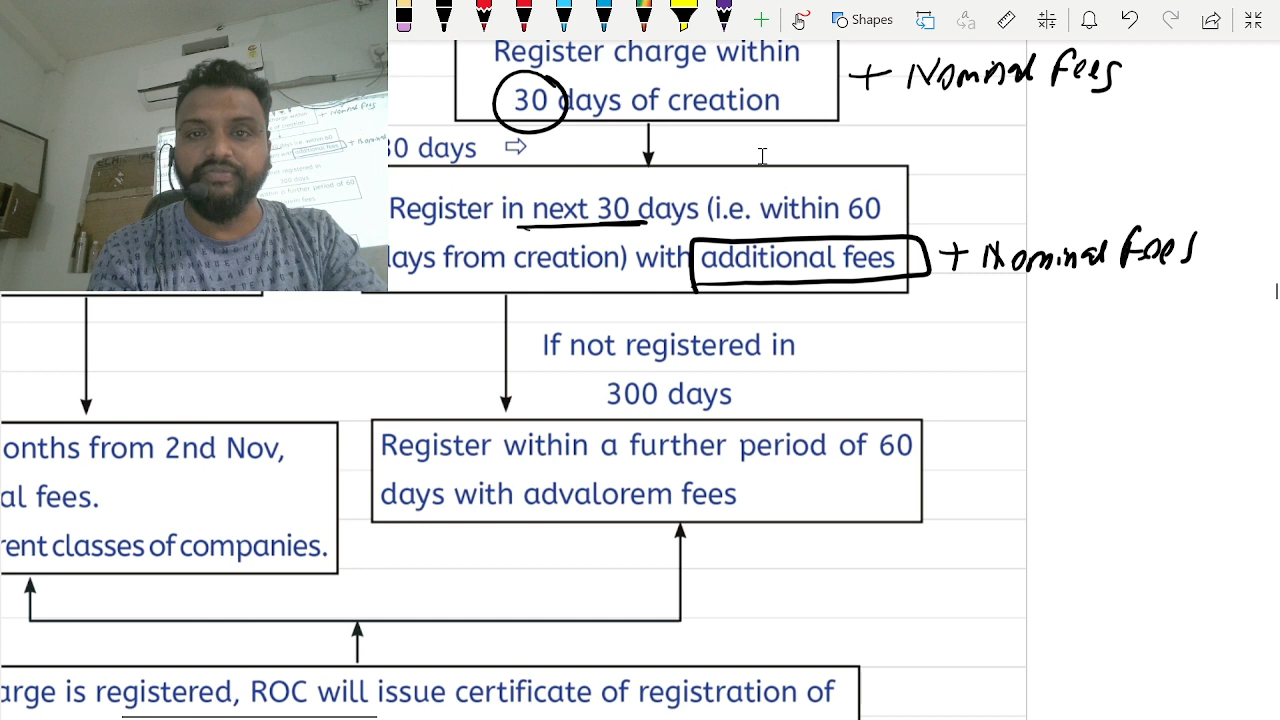 Shapes
Register charge within
30 days of creation
+ Nominal Fees
30 days ⇨
Register in next 30 days (i.e. within 60
days from creation) with additional fees
+ Nominal fees
If not registered in
300 days
onths from 2nd Nov,
al fees.
rent classes of companies.
Register within a further period of 60
days with advalorem fees
arge is registered, ROC will issue certificate of registration of